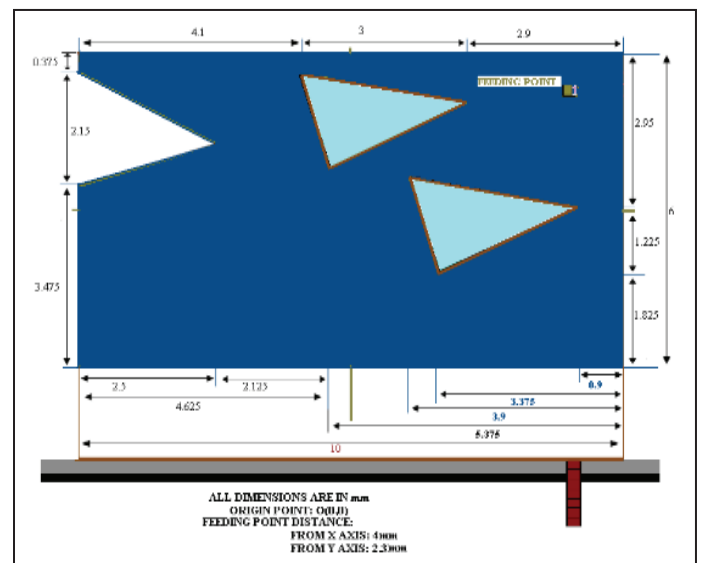 4.1 3 2.9
0.375
FEEDING POINT 1
2.15
2.95
6
1.225
3.475
1.825
2.5 2.125 0.9
4.625 3.375
3.9
5.375
10
ALL DIMENSIONS ARE IN mm
ORIGIN POINT: O(0,0)
FEEDING POINT DISTANCE:
FROM X AXIS: 4mm
FROM Y AXIS: 2.3mm